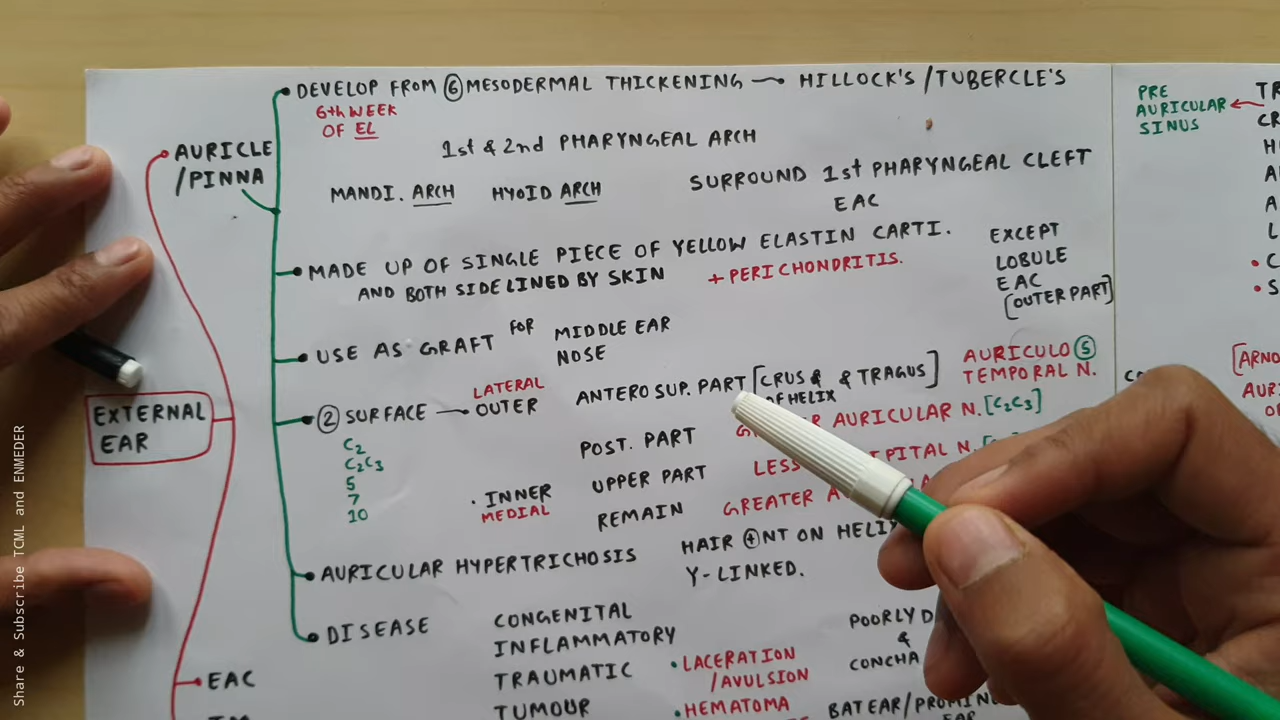 DEVELOP FROM ⑥ MESODERMAL THICKENING — HILLOCK'S / TUBERCLE'S
6th WEEK
OF EL
1st & 2nd PHARYNGEAL ARCH
MANDI. ARCH HYOID ARCH
SURROUND 1st PHARYNGEAL CLEFT
EAC
AURICLE
/PINNA
MADE UP OF SINGLE PIECE OF YELLOW ELASTIN CARTI.
AND BOTH SIDE LINED BY SKIN
+ PERICHONDRITIS.
EXCEPT
LOBULE
EAC
[OUTER PART]
USE AS GRAFT FOR
MIDDLE EAR
NOSE
② SURFACE — OUTER
LATERAL
ANTERO SUP. PART [CRUS & & TRAGUS]
OF HELIX
AURICULO ⑤
TEMPORAL N.
C2
C2C3
5
7
10
POST. PART
AURICULAR N. [C2C3]
• INNER
MEDIAL
UPPER PART
REMAIN
GREATER
AURICULAR HYPERTRICHOSIS
HAIR ⊕NT ON
Y-LINKED.
DISEASE
CONGENITAL
INFLAMMATORY
TRAUMATIC
TUMOUR
• LACERATION
/AVULSION
• HEMATOMA
POORLY
&
CONCHA
BAT EAR/
EAR
EXTERNAL
EAR
EAC
PRE
AURICULAR
SINUS
Share & Subscribe TCML and ENMEDER